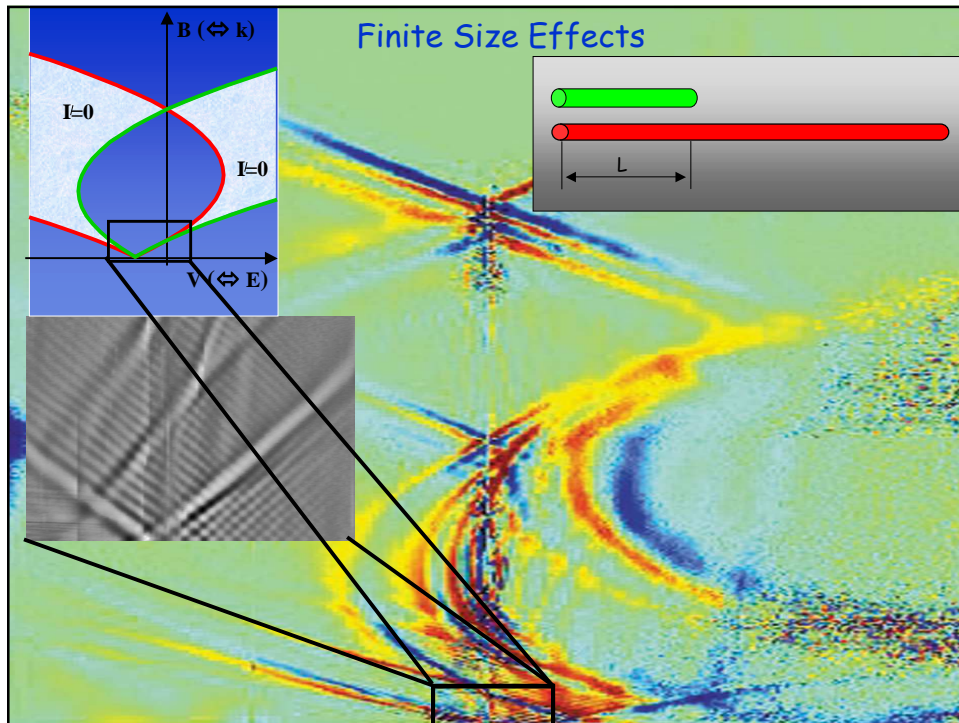 Finite Size Effects
B (⇔ k)
I≠0
I≠0
V (⇔ E)
L